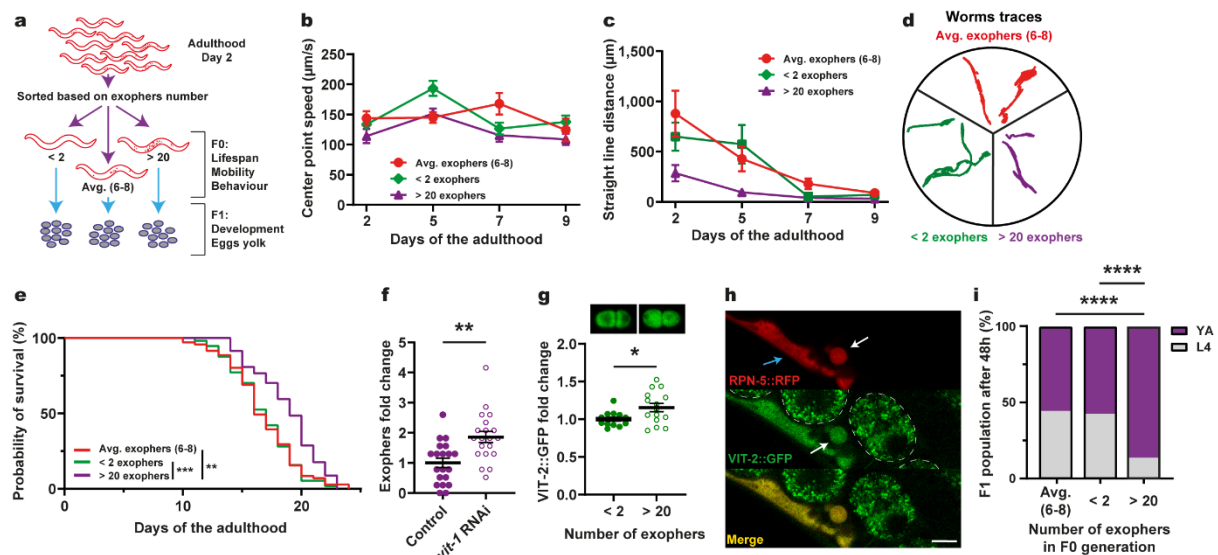 a
Adulthood
Day 2
Sorted based on exophers number
< 2
> 20
Avg. (6-8)
F0:
Lifespan
Mobility
Behaviour
F1:
Development
Eggs yolk
b
Center point speed (µm/s)
250
200
150
100
50
0
Avg. exophers (6-8)
< 2 exophers
> 20 exophers
2 5 7 9
Days of the adulthood
c
Straight line distance (µm)
1,500
1,000
500
0
Avg. exophers (6-8)
< 2 exophers
> 20 exophers
2 5 7 9
Days of the adulthood
d
Worms traces
Avg. exophers (6-8)
< 2 exophers
> 20 exophers
e
Probability of survival (%)
100
50
0
Avg. exophers (6-8)
< 2 exophers
> 20 exophers
***
**
0 10 20
Days of the adulthood
f
Exophers fold change
5
4
3
2
1
0
**
Control
vit-1 RNAi
g
VIT-2::GFP fold change
2.0
1.5
1.0
0.5
0.0
*
< 2 > 20
Number of exophers
h
RPN-5::RFP
VIT-2::GFP
Merge
i
****
****
F1 population after 48h (%)
100
75
50
25
0
YA
L4
Avg.
(6-8)
< 2
> 20
Number of exophers
in F0 generation